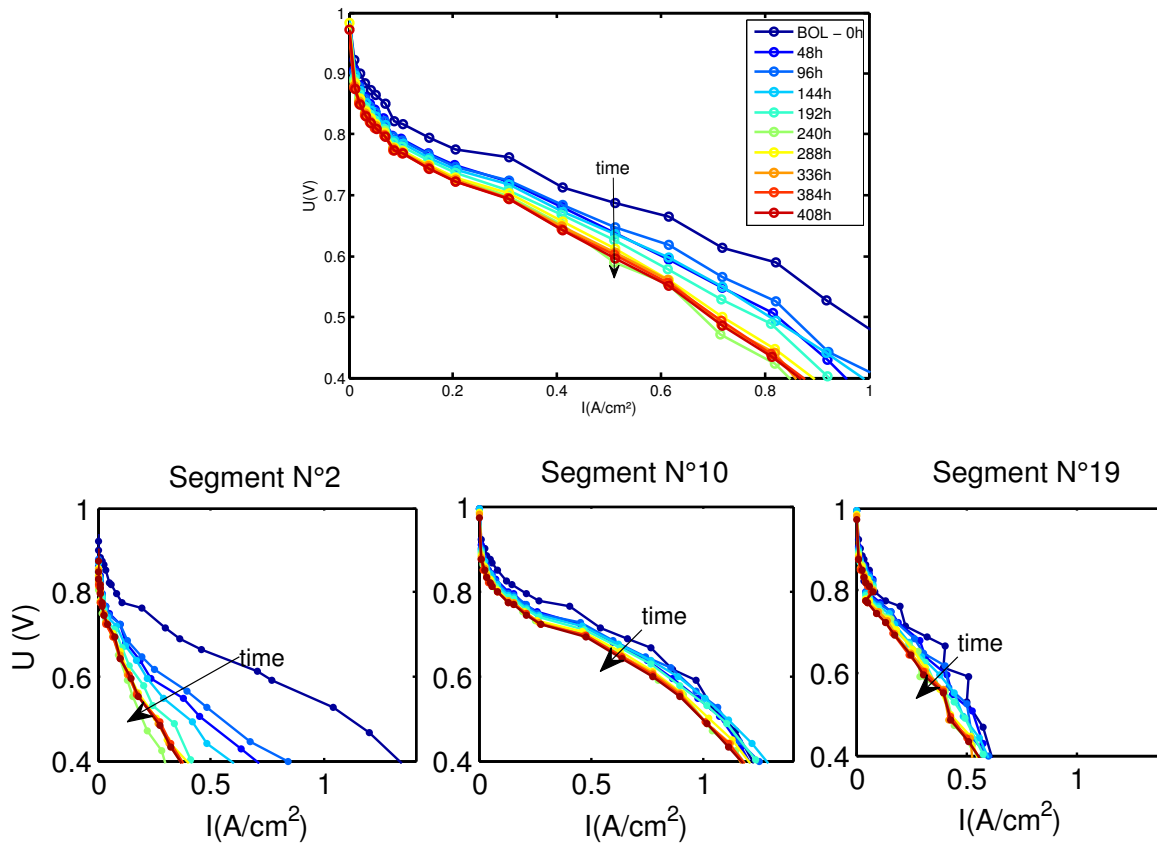 1
0.9
0.8
0.7
0.6
0.5
0.4
U(V)
0
0.2
0.4
0.6
0.8
1
I(A/cm²)
time
BOL − 0h
48h
96h
144h
192h
240h
288h
336h
384h
408h
Segment N°2
1
0.8
0.6
0.4
U (V)
0
0.5
1
I(A/cm²)
time
Segment N°10
1
0.8
0.6
0.4
0
0.5
1
I(A/cm²)
time
Segment N°19
1
0.8
0.6
0.4
0
0.5
1
I(A/cm²)
time